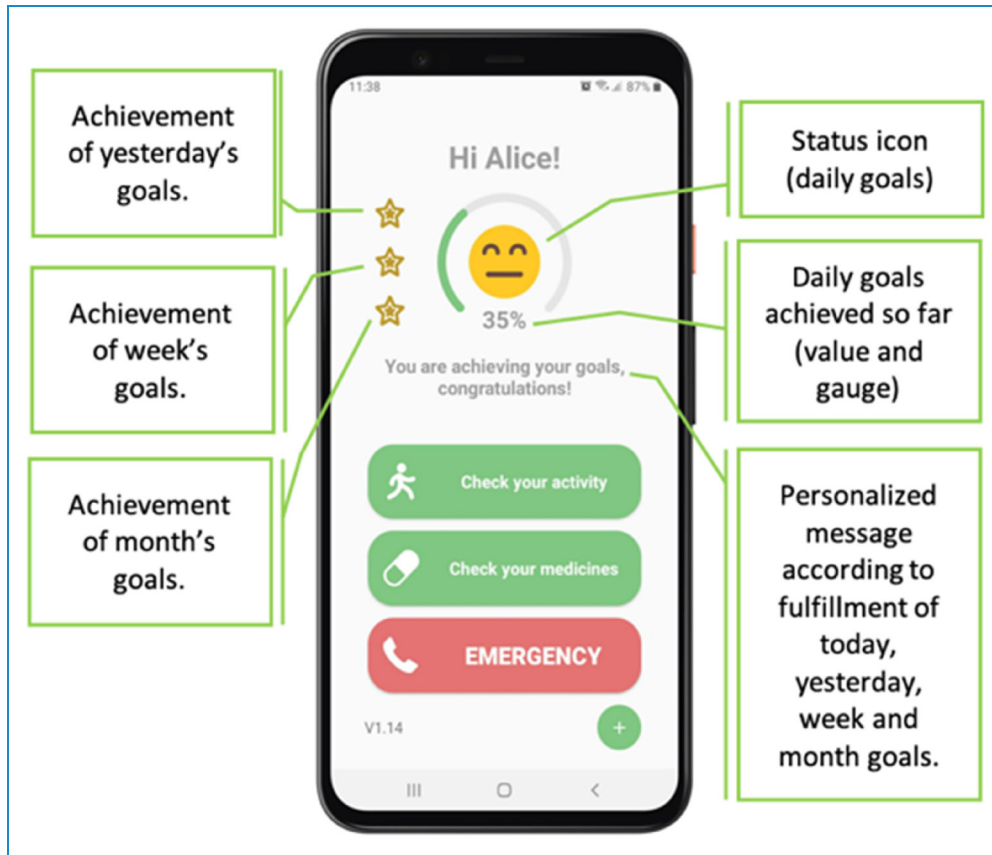 Achievement
of yesterday's
goals.
Achievement
of week's
goals.
Achievement
of month's
goals.
11:38
87%
Hi Alice!
35%
You are achieving your goals,
congratulations!
Check your activity
Check your medicines
EMERGENCY
V1.14
+
Status icon
(daily goals)
Daily goals
achieved so far
(value and
gauge)
Personalized
message
according to
fulfillment of
today,
yesterday,
week and
month goals.